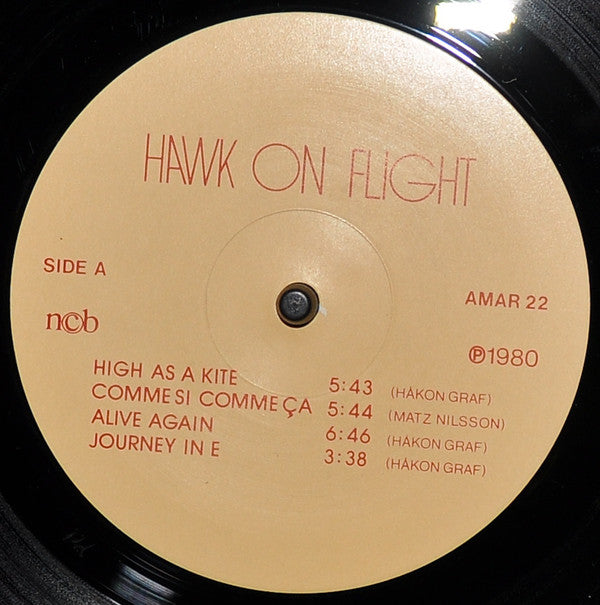 HAWK ON FLIGHT
SIDE A
AMAR 22
n©b
℗1980
HIGH AS A KITE 5:43 (HÅKON GRAF)
COMME SI COMME ÇA 5:44 (MATZ NILSSON)
ALIVE AGAIN 6:46 (HÅKON GRAF)
JOURNEY IN E 3:38 (HÅKON GRAF)